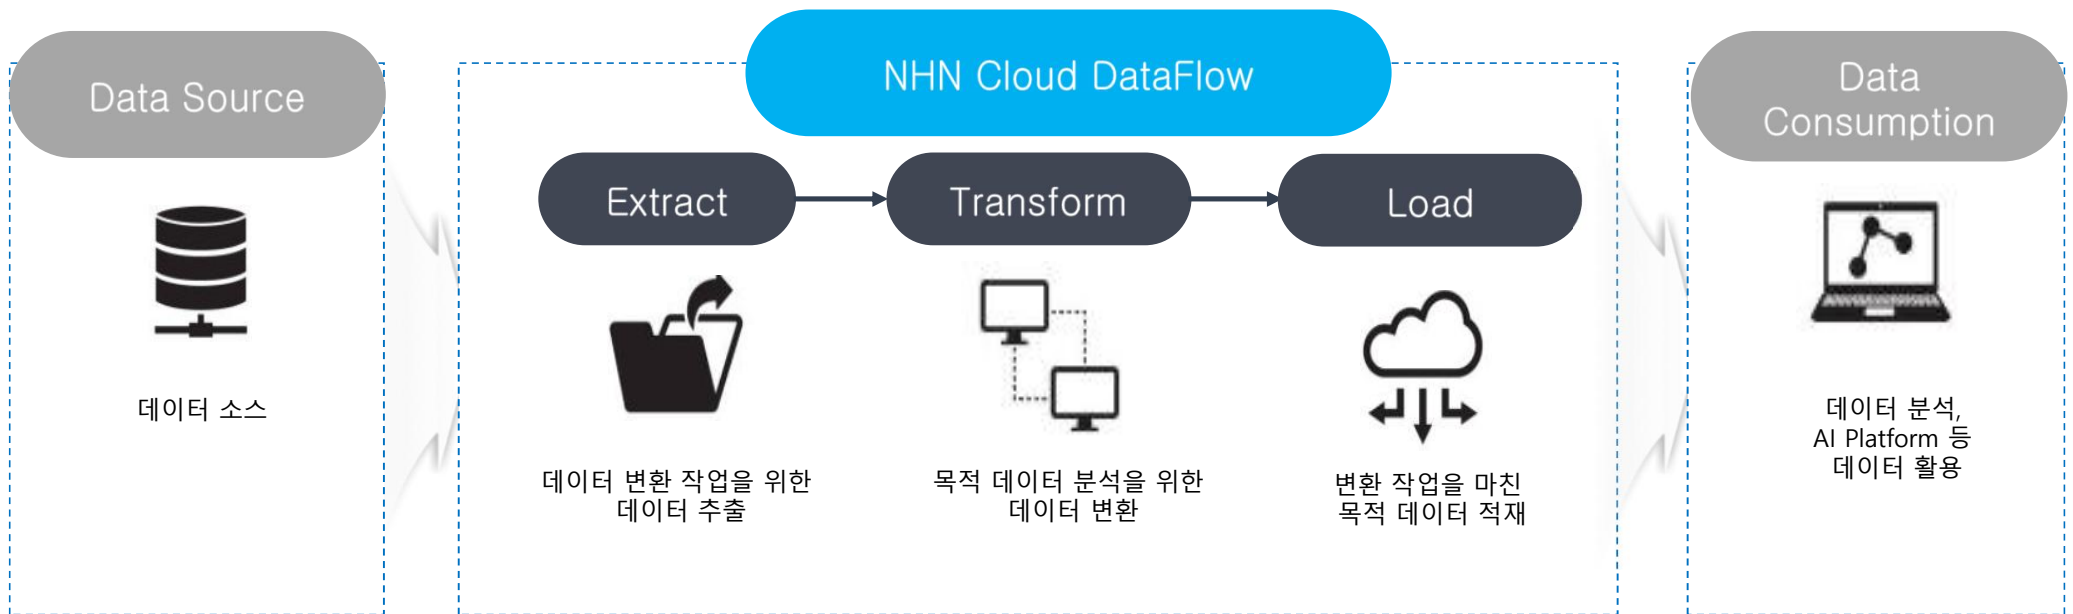 Data Source
데이터 소스
NHN Cloud DataFlow
Extract
데이터 변환 작업을 위한
데이터 추출
Transform
목적 데이터 분석을 위한
데이터 변환
Load
변환 작업을 마친
목적 데이터 적재
Data
Consumption
데이터 분석,
AI Platform 등
데이터 활용